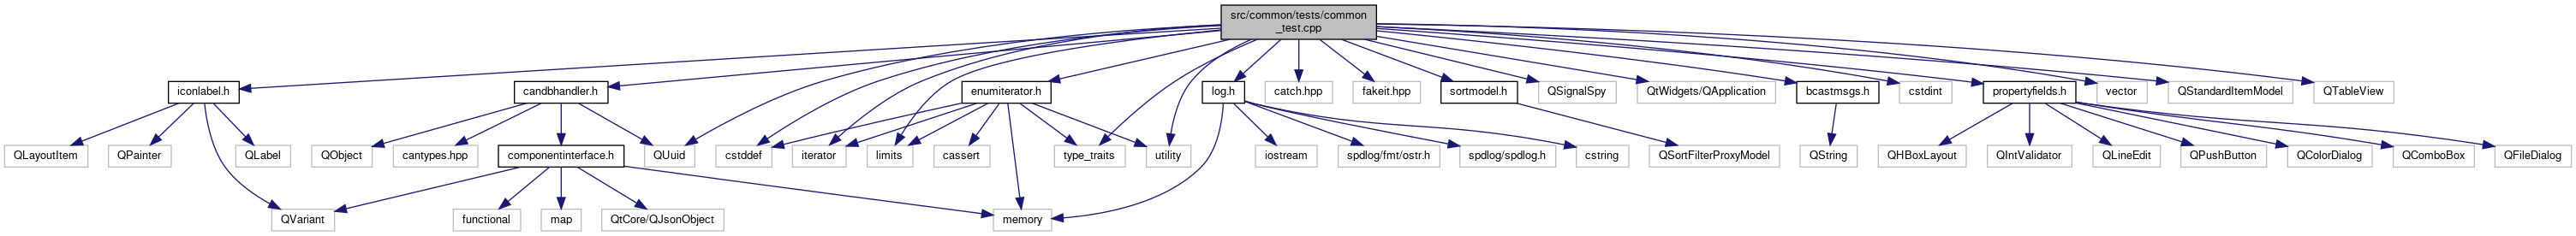 src/common/tests/common
_test.cpp
iconlabel.h
candbhandler.h
enumiterator.h
log.h
catch.hpp
fakeit.hpp
sortmodel.h
QSignalSpy
QtWidgets/QApplication
bcastmsgs.h
cstdint
propertyfields.h
vector
QStandardItemModel
QTableView
QLayoutItem
QPainter
QLabel
QObject
cantypes.hpp
componentinterface.h
QUuid
cstddef
iterator
limits
cassert
type_traits
utility
iostream
spdlog/fmt/ostr.h
spdlog/spdlog.h
cstring
QSortFilterProxyModel
QString
QHBoxLayout
QIntValidator
QLineEdit
QPushButton
QColorDialog
QComboBox
QFileDialog
QVariant
functional
map
QtCore/QJsonObject
memory